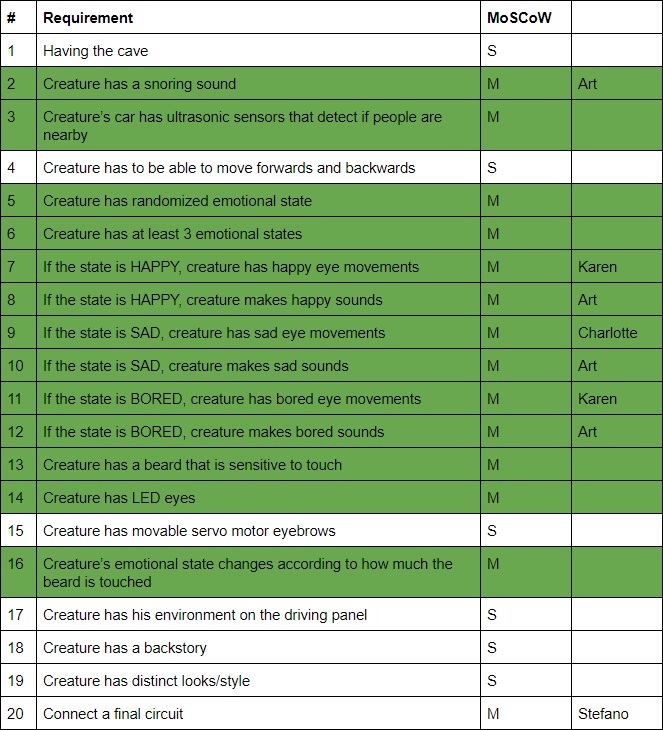 # Requirement MoSCoW
1 Having the cave S
2 Creature has a snoring sound M Art
3 Creature’s car has ultrasonic sensors that detect if people are M
nearby
4 Creature has to be able to move forwards and backwards S
5 Creature has randomized emotional state M
6 Creature has at least 3 emotional states M
7 If the state is HAPPY, creature has happy eye movements M Karen
8 If the state is HAPPY, creature makes happy sounds M Art
9 If the state is SAD, creature has sad eye movements M Charlotte
10 If the state is SAD, creature makes sad sounds M Art
11 If the state is BORED, creature has bored eye movements M Karen
12 If the state is BORED, creature makes bored sounds M Art
13 Creature has a beard that is sensitive to touch M
14 Creature has LED eyes M
15 Creature has movable servo motor eyebrows S
16 Creature’s emotional state changes according to how much the M
beard is touched
17 Creature has his environment on the driving panel S
18 Creature has a backstory S
19 Creature has distinct looks/style S
20 Connect a final circuit M Stefano